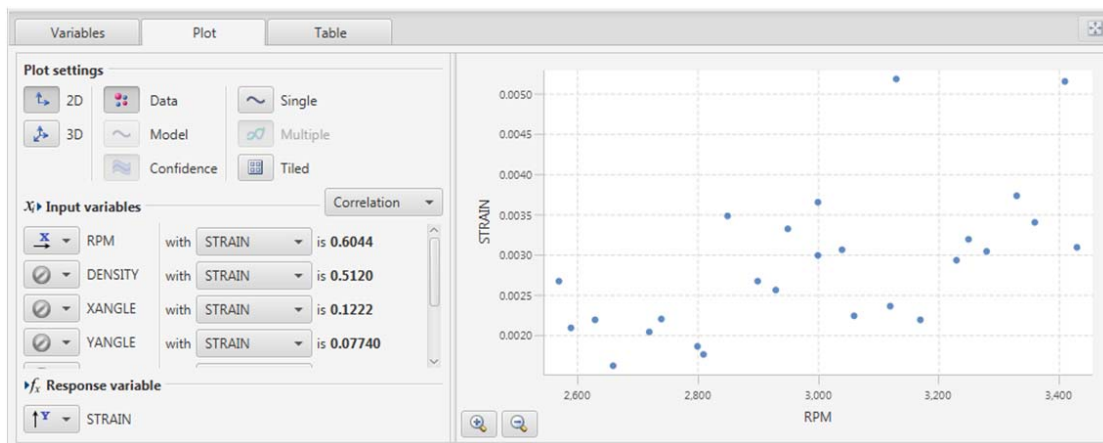 Variables Plot Table
Plot settings
2D Data Single
3D Model Multiple
Confidence Tiled
Xi Input variables Correlation
X RPM with STRAIN is 0.6044
DENSITY with STRAIN is 0.5120
XANGLE with STRAIN is 0.1222
YANGLE with STRAIN is 0.07740
fx Response variable
Y STRAIN
STRAIN
0.0050
0.0045
0.0040
0.0035
0.0030
0.0025
0.0020
2,600 2,800 3,000 3,200 3,400
RPM